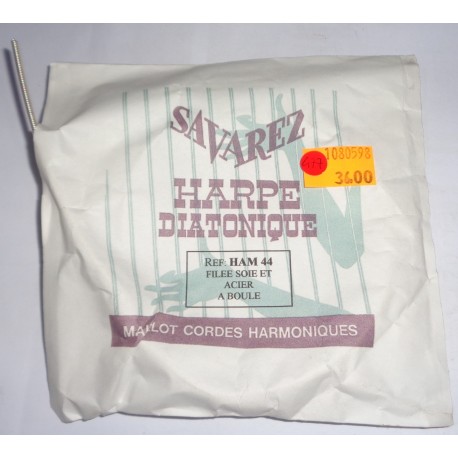 SAVAREZ
1080598
3400
HARPE
DIATONIQUE
REF: HAM 44
FILEE SOIE ET
ACIER
A BOULE
MAILLOT CORDES HARMONIQUES